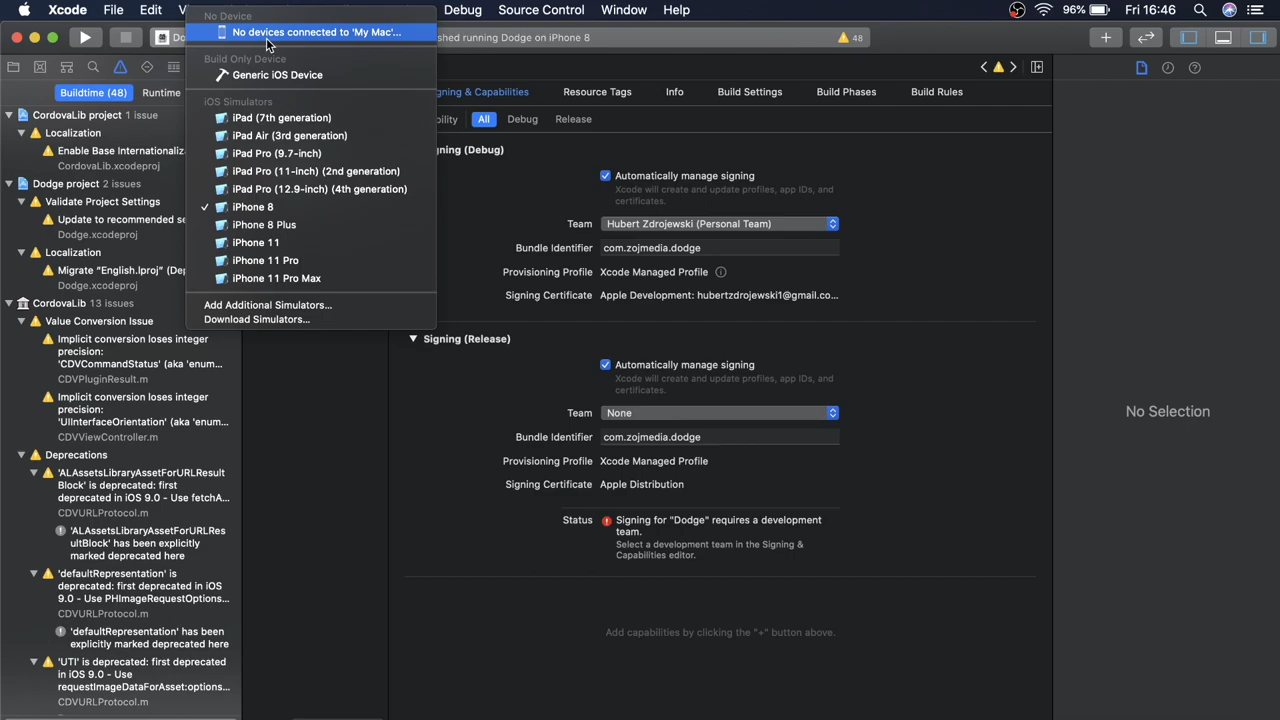 Xcode File Edit V Debug Source Control Window Help 96% Fri 16:46
No Device
No devices connected to 'My Mac'...
Do
shed running Dodge on iPhone 8
48
Build Only Device
Generic iOS Device
iOS Simulators
iPad (7th generation)
iPad Air (3rd generation)
iPad Pro (9.7-inch)
iPad Pro (11-inch) (2nd generation)
iPad Pro (12.9-inch) (4th generation)
iPhone 8
iPhone 8 Plus
iPhone 11
iPhone 11 Pro
iPhone 11 Pro Max
Add Additional Simulators...
Download Simulators...
Buildtime (48) Runtime
CordovaLib project 1 issue
Localization
Enable Base Internationaliz
CordovaLib.xcodeproj
Dodge project 2 issues
Validate Project Settings
Update to recommended se
Dodge.xcodeproj
Localization
Migrate “English.lproj” (De
Dodge.xcodeproj
CordovaLib 13 issues
Value Conversion Issue
Implicit conversion loses integer
precision:
'CDVCommandStatus' (aka 'enum...
CDVPluginResult.m
Implicit conversion loses integer
precision:
'UIInterfaceOrientation' (aka 'enum...
CDVViewController.m
Deprecations
'ALAssetsLibraryAssetForURLResult
Block' is deprecated: first
deprecated in iOS 9.0 - Use fetchA...
CDVURLProtocol.m
'ALAssetsLibraryAssetForURLRes
ultBlock' has been explicitly
marked deprecated here
'defaultRepresentation' is
deprecated: first deprecated in iOS
9.0 - Use PHImageRequestOptions...
CDVURLProtocol.m
'defaultRepresentation' has been
explicitly marked deprecated here
'UTI' is deprecated: first deprecated
in iOS 9.0 - Use
requestImageDataForAsset:options...
CDVURLProtocol.m
gning & Capabilities Resource Tags Info Build Settings Build Phases Build Rules
bility All Debug Release
gning (Debug)
Automatically manage signing
Xcode will create and update profiles, app IDs, and
certificates.
Team Hubert Zdrojewski (Personal Team)
Bundle Identifier com.zojmedia.dodge
Provisioning Profile Xcode Managed Profile
Signing Certificate Apple Development: hubertzdrojewski1@gmail.co...
Signing (Release)
Automatically manage signing
Xcode will create and update profiles, app IDs, and
certificates.
Team None
Bundle Identifier com.zojmedia.dodge
Provisioning Profile Xcode Managed Profile
Signing Certificate Apple Distribution
Status Signing for "Dodge" requires a development
team.
Select a development team in the Signing &
Capabilities editor.
Add capabilities by clicking the "+" button above.
No Selection